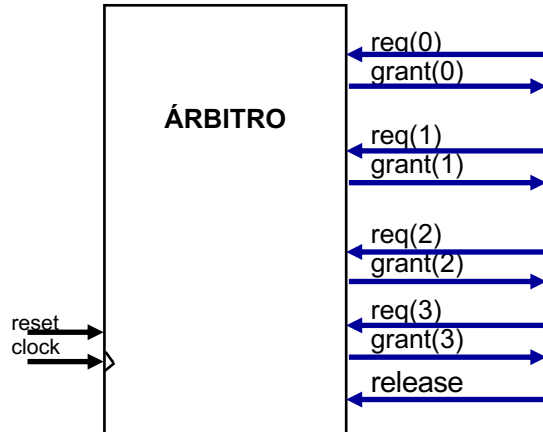 req(0)
grant(0)
ÁRBITRO
req(1)
grant(1)
req(2)
grant(2)
req(3)
reset
grant(3)
clock
release